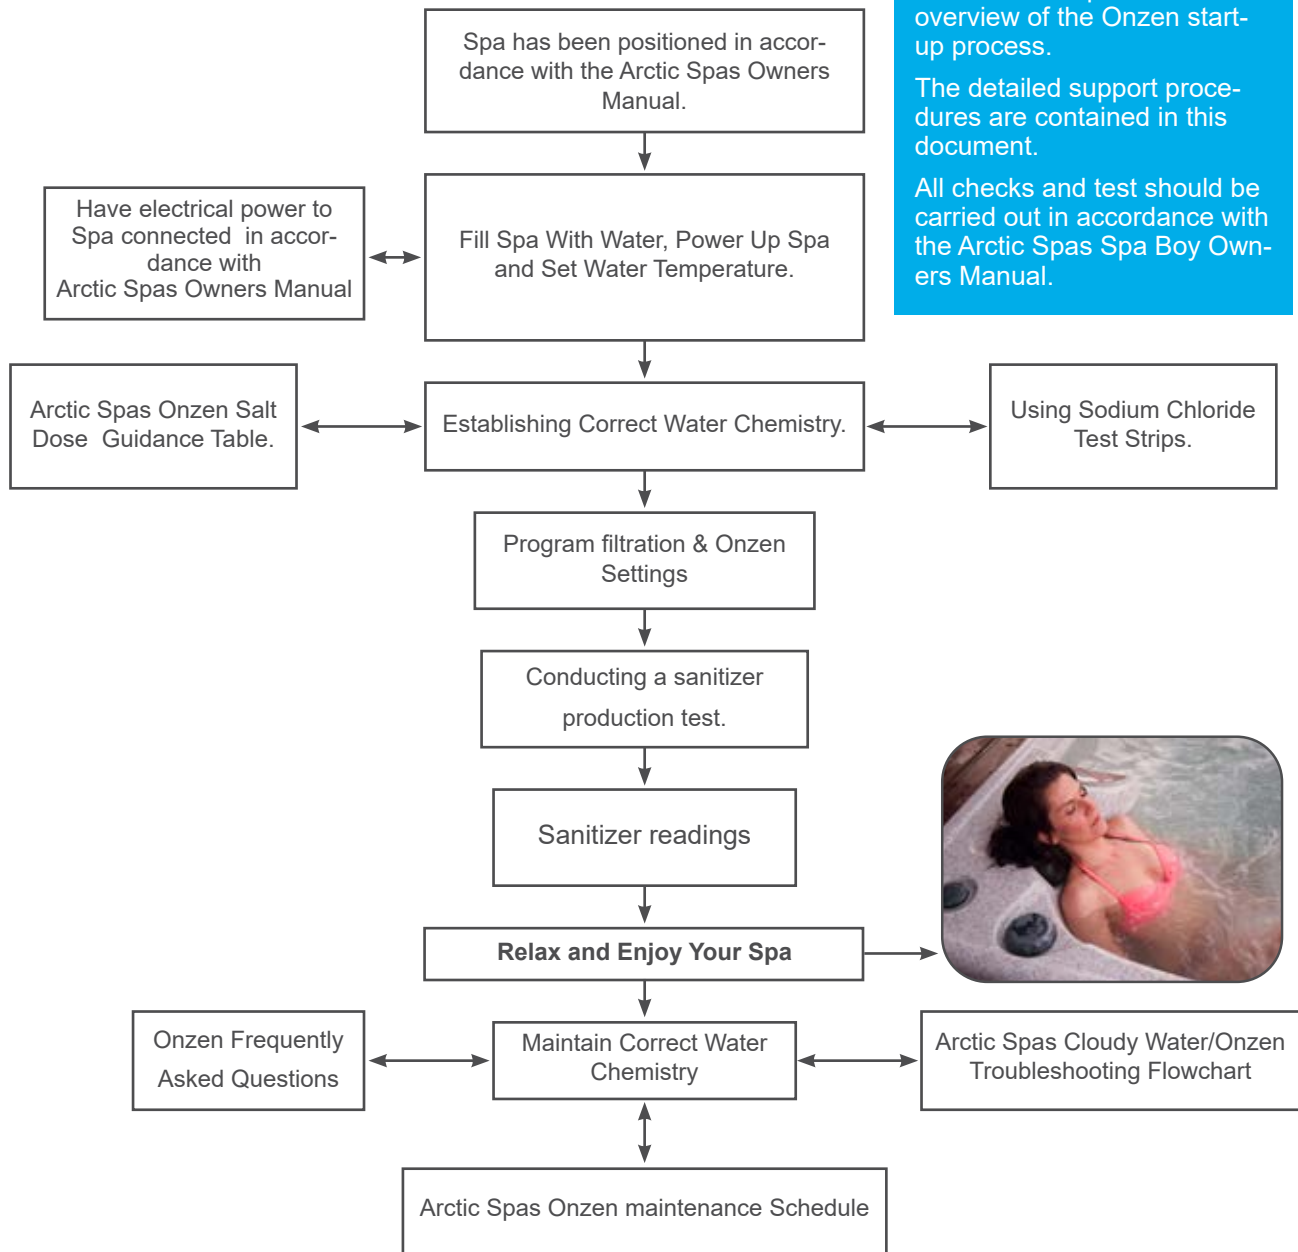 overview of the Onzen start-
up process.
The detailed support proce-
dures are contained in this
document.
All checks and test should be
carried out in accordance with
the Arctic Spas Spa Boy Own-
ers Manual.
Spa has been positioned in accor-
dance with the Arctic Spas Owners
Manual.
Have electrical power to
Spa connected in accor-
dance with
Arctic Spas Owners Manual
Fill Spa With Water, Power Up Spa
and Set Water Temperature.
Arctic Spas Onzen Salt
Dose Guidance Table.
Establishing Correct Water Chemistry.
Using Sodium Chloride
Test Strips.
Program filtration & Onzen
Settings
Conducting a sanitizer
production test.
Sanitizer readings
Relax and Enjoy Your Spa
Onzen Frequently
Asked Questions
Maintain Correct Water
Chemistry
Arctic Spas Cloudy Water/Onzen
Troubleshooting Flowchart
Arctic Spas Onzen maintenance Schedule